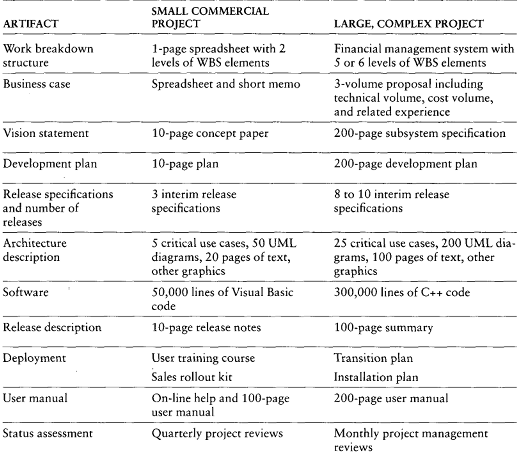 SMALL COMMERCIAL
ARTIFACT PROJECT LARGE, COMPLEX PROJECT
Work breakdown 1-page spreadsheet with 2 Financial management system with
structure levels of WBS elements 5 or 6 levels of WBS elements
Business case Spreadsheet and short memo 3-volume proposal including
technical volume, cost volume,
and related experience
Vision statement 10-page concept paper 200-page subsystem specification
Development plan 10-page plan 200-page development plan
Release specifications 3 interim release 8 to 10 interim release
and number of specifications specifications
releases
Architecture 5 critical use cases, 50 UML 25 critical use cases, 200 UML dia-
description diagrams, 20 pages of text, grams, 100 pages of text, other
other graphics graphics
Software 50,000 lines of Visual Basic 300,000 lines of C++ code
code
Release description 10-page release notes 100-page summary
Deployment User training course Transition plan
Sales rollout kit Installation plan
User manual On-line help and 100-page 200-page user manual
user manual
Status assessment Quarterly project reviews Monthly project management
reviews